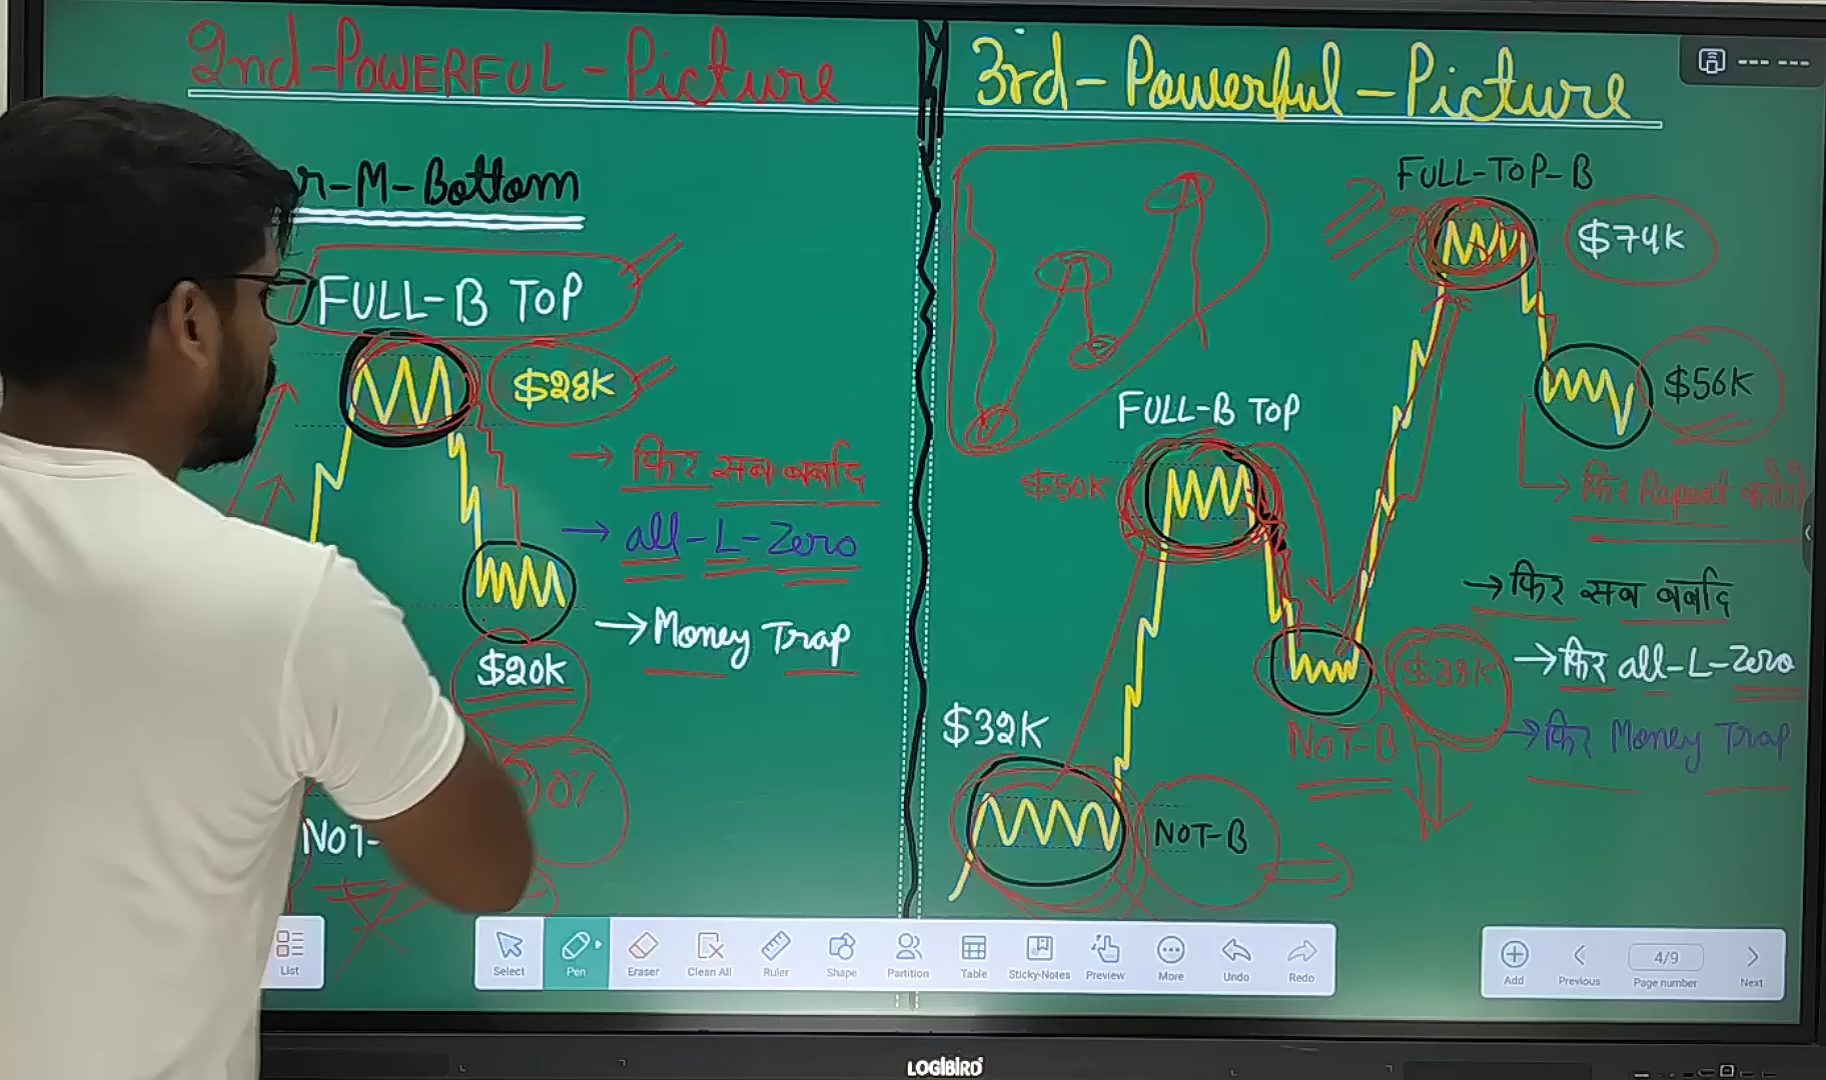 2nd-POWERFUL-Picture
r-M-Bottom
FULL-B TOP
$28K
→ फिर सब बर्बाद
→ all-L-Zero
→ Money Trap
$20K
0%
NOT-
3rd-Powerful-Picture
FULL-TOP-B
$74K
$56K
FULL-B TOP
$50K
→ फिर Repeat
→ फिर सब बर्बाद
$38K
→ फिर all-L-Zero
NOT-B
→ फिर Money Trap
$32K
NOT-B
List
Select
Pen
Eraser
Clean All
Ruler
Shape
Partition
Table
Sticky-Notes
Preview
More
Undo
Redo
Add
Previous
4/9
Page number
Next
LOGIBIRD